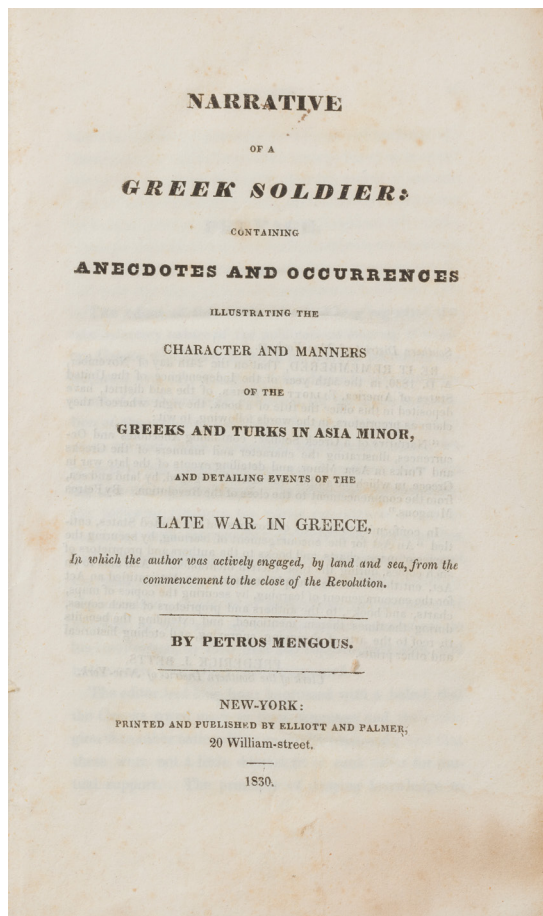 NARRATIVE
OF A
GREEK SOLDIER:
CONTAINING
ANECDOTES AND OCCURRENCES
ILLUSTRATING THE
CHARACTER AND MANNERS
OF THE
GREEKS AND TURKS IN ASIA MINOR,
AND DETAILING EVENTS OF THE
LATE WAR IN GREECE,
In which the author was actively engaged, by land and sea, from the
commencement to the close of the Revolution.
BY PETROS MENGOUS.
NEW-YORK:
PRINTED AND PUBLISHED BY ELLIOTT AND PALMER,
20 William-street.
1830.